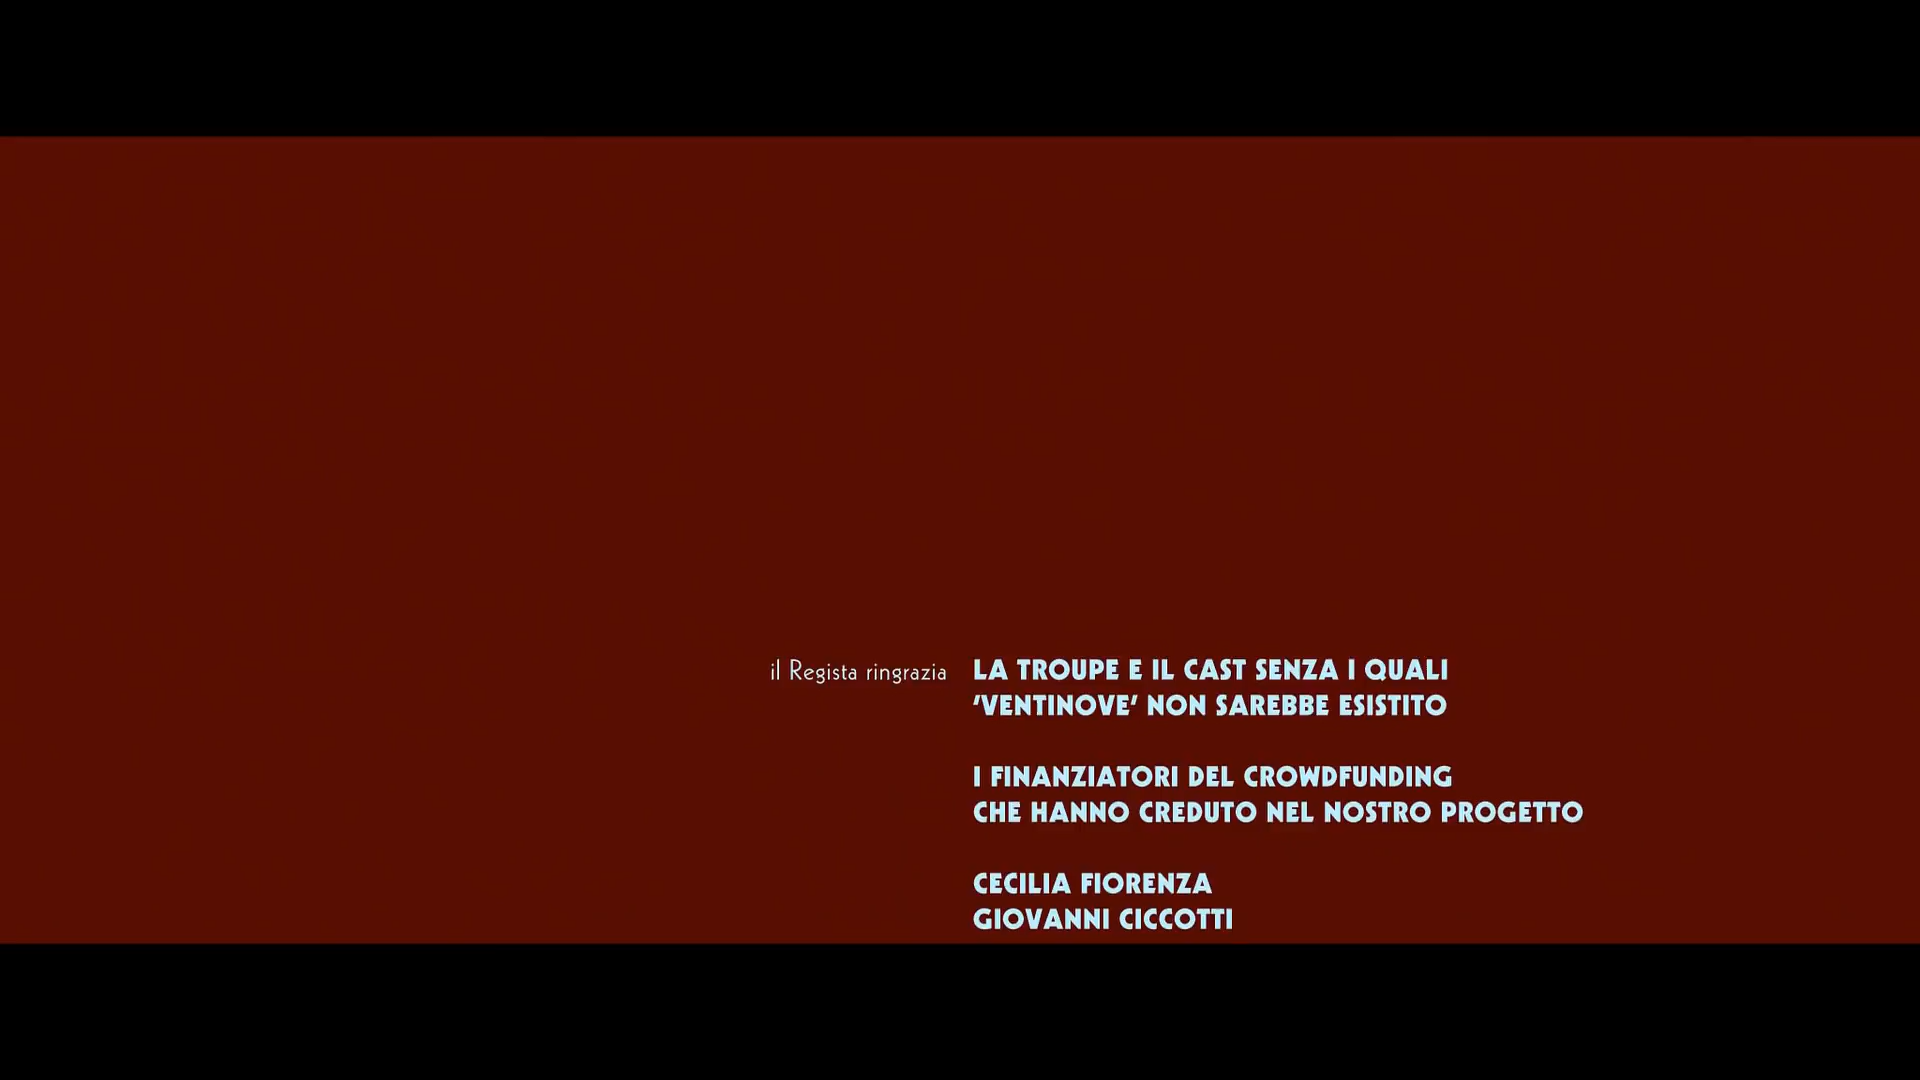 il Regista ringrazia LA TROUPE E IL CAST SENZA I QUALI
‘VENTINOVE’ NON SAREBBE ESISTITO
I FINANZIATORI DEL CROWDFUNDING
CHE HANNO CREDUTO NEL NOSTRO PROGETTO
CECILIA FIORENZA
GIOVANNI CICCOTTI